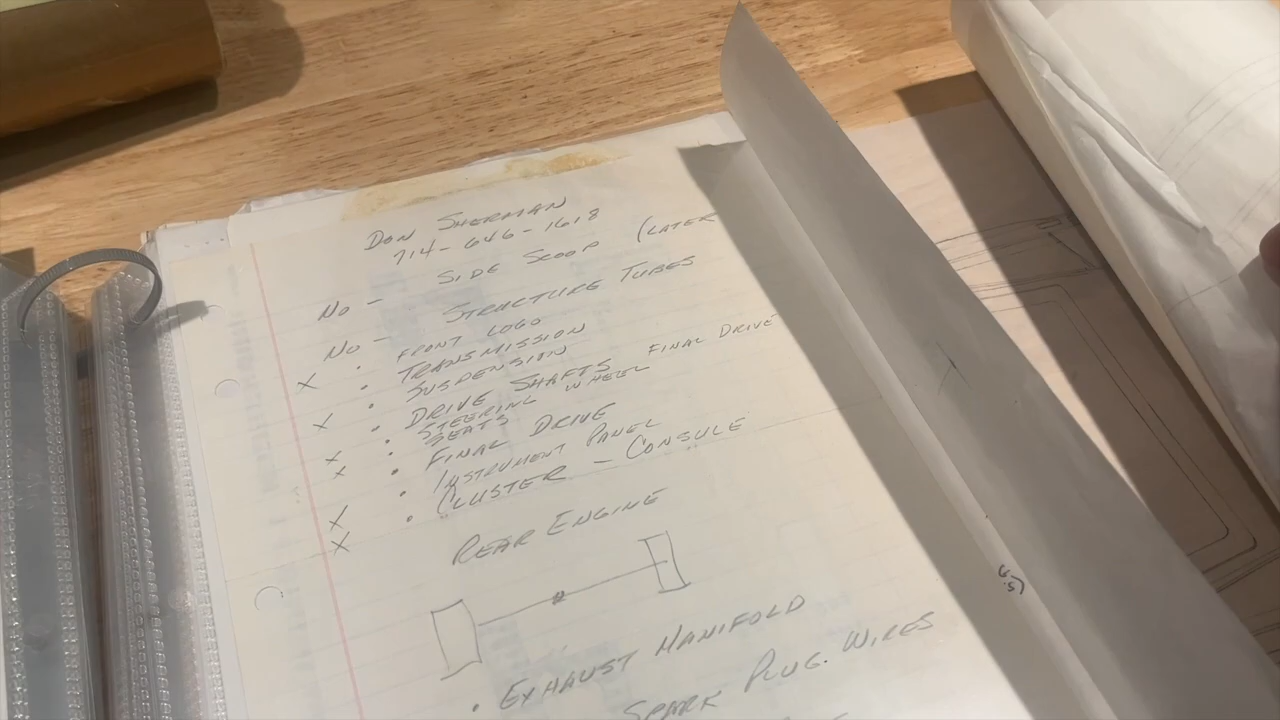 DON SHERMAN
714-646-1618
NO - SIDE SCOOP (LATER
STRUCTURE TUBES
NO - FRONT LOGO
X • TRANSMISSION
• SUSPENSION
X • DRIVE SHAFTS FINAL DRIVE
• STEERING WHEEL
X SEATS
X • FINAL DRIVE
• INSTRUMENT PANEL
X • CLUSTER - CONSULE
X
REAR ENGINE
• EXHAUST MANIFOLD
SPARK PLUG. WIRES